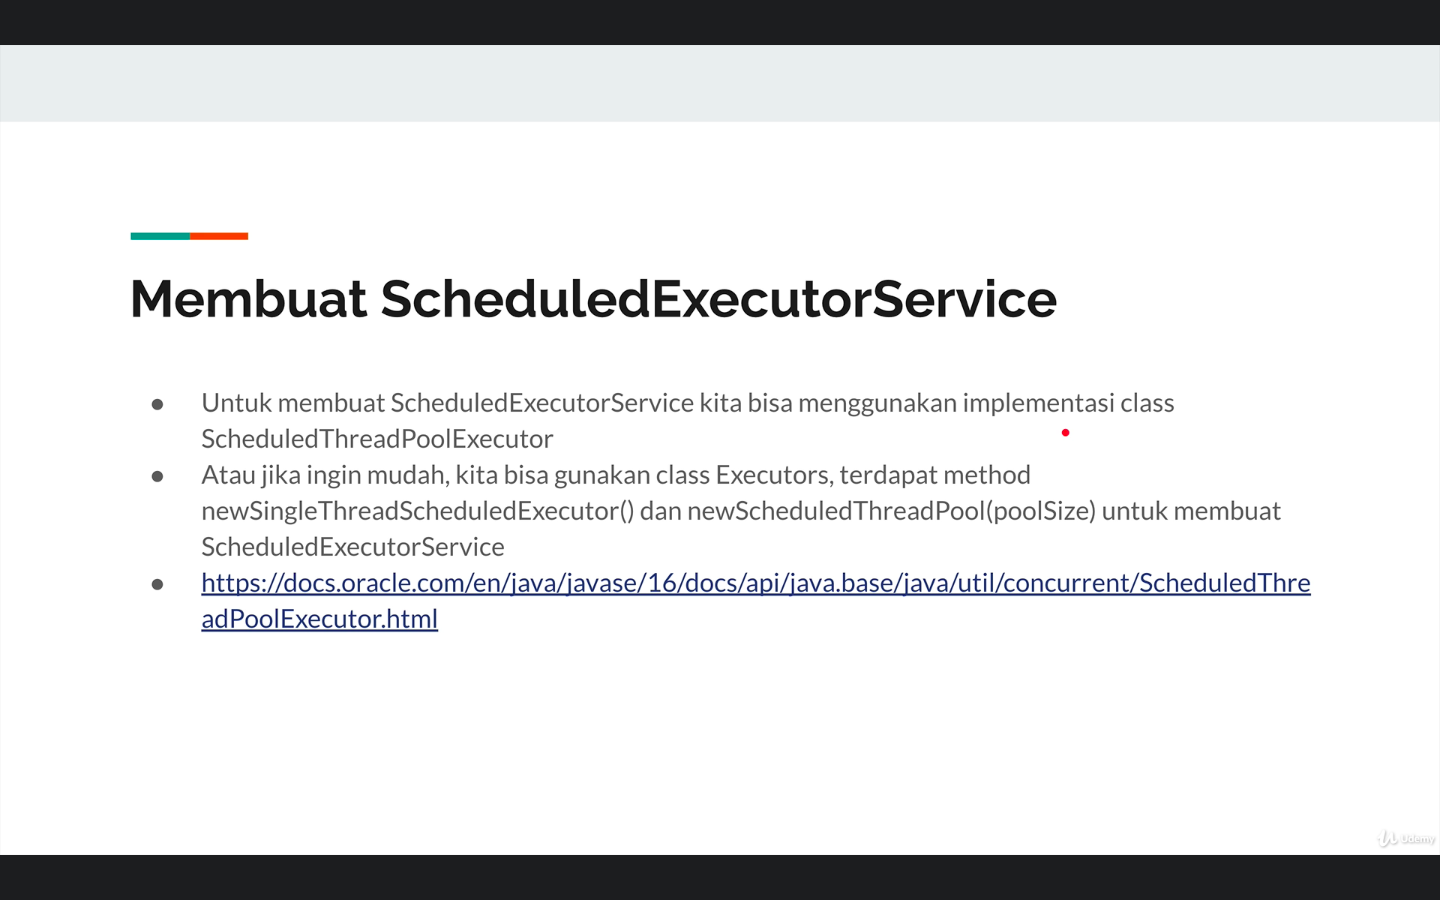 Membuat ScheduledExecutorService
● Untuk membuat ScheduledExecutorService kita bisa menggunakan implementasi class
ScheduledThreadPoolExecutor
● Atau jika ingin mudah, kita bisa gunakan class Executors, terdapat method
newSingleThreadScheduledExecutor() dan newScheduledThreadPool(poolSize) untuk membuat
ScheduledExecutorService
● https://docs.oracle.com/en/java/javase/16/docs/api/java.base/java/util/concurrent/ScheduledThre
adPoolExecutor.html
Udemy